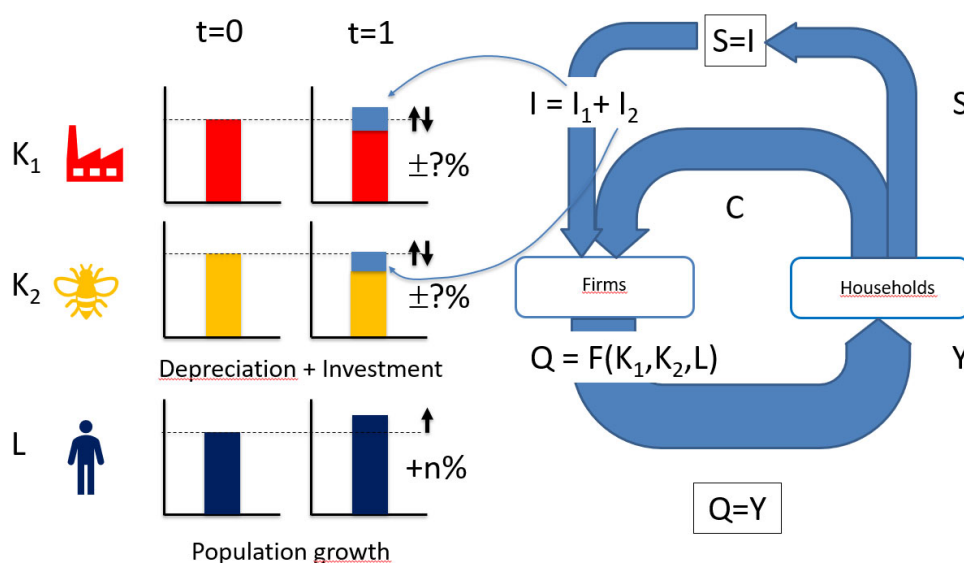 t=0
t=1
K₁
±?%
K₂
±?%
Depreciation + Investment
L
+n%
Population growth
S=I
S
I = I₁+ I₂
C
Firms
Households
Q = F(K₁,K₂,L)
Y
Q=Y